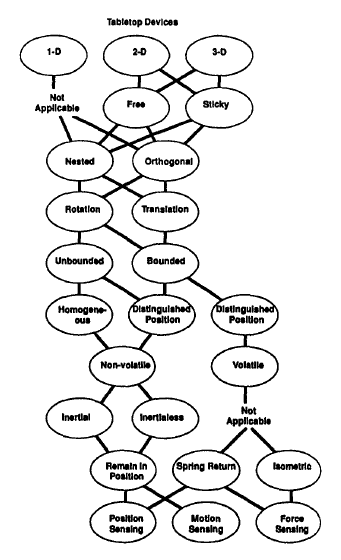 Tabletop Devices
1-D 2-D 3-D
Not
Applicable
Free Sticky
Nested Orthogonal
Rotation Translation
Unbounded Bounded
Homogene-
ous
Distinguished
Position
Distinguished
Position
Non-volatile Volatile
Inertial Inertialess
Not
Applicable
Remain in
Position
Spring Return Isometric
Position
Sensing
Motion
Sensing
Force
Sensing